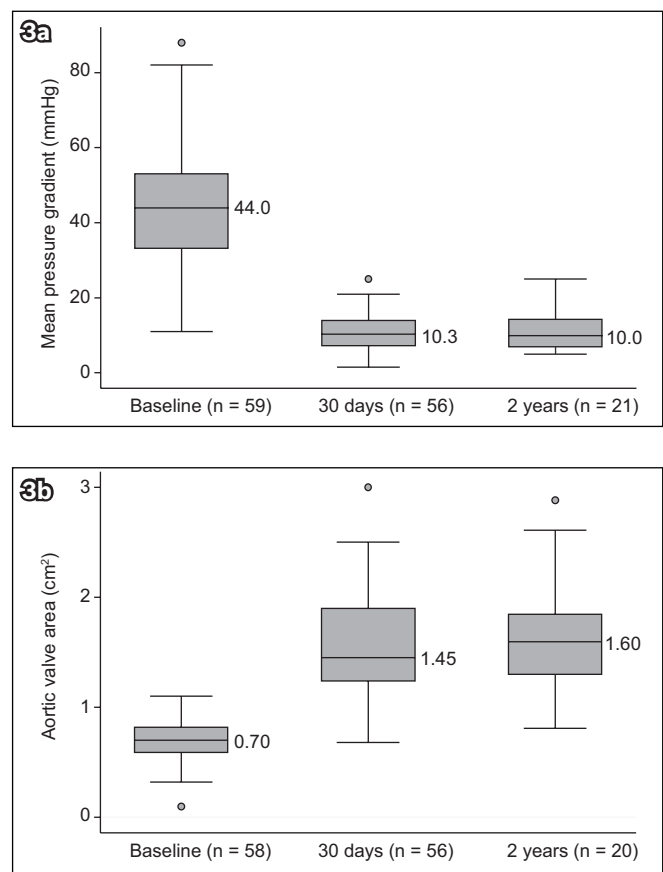 3a
Mean pressure gradient (mmHg)
80
60
40
20
0
44.0
10.3
10.0
Baseline (n = 59) 30 days (n = 56) 2 years (n = 21)
3b
Aortic valve area (cm²)
3
2
1
0
0.70
1.45
1.60
Baseline (n = 58) 30 days (n = 56) 2 years (n = 20)